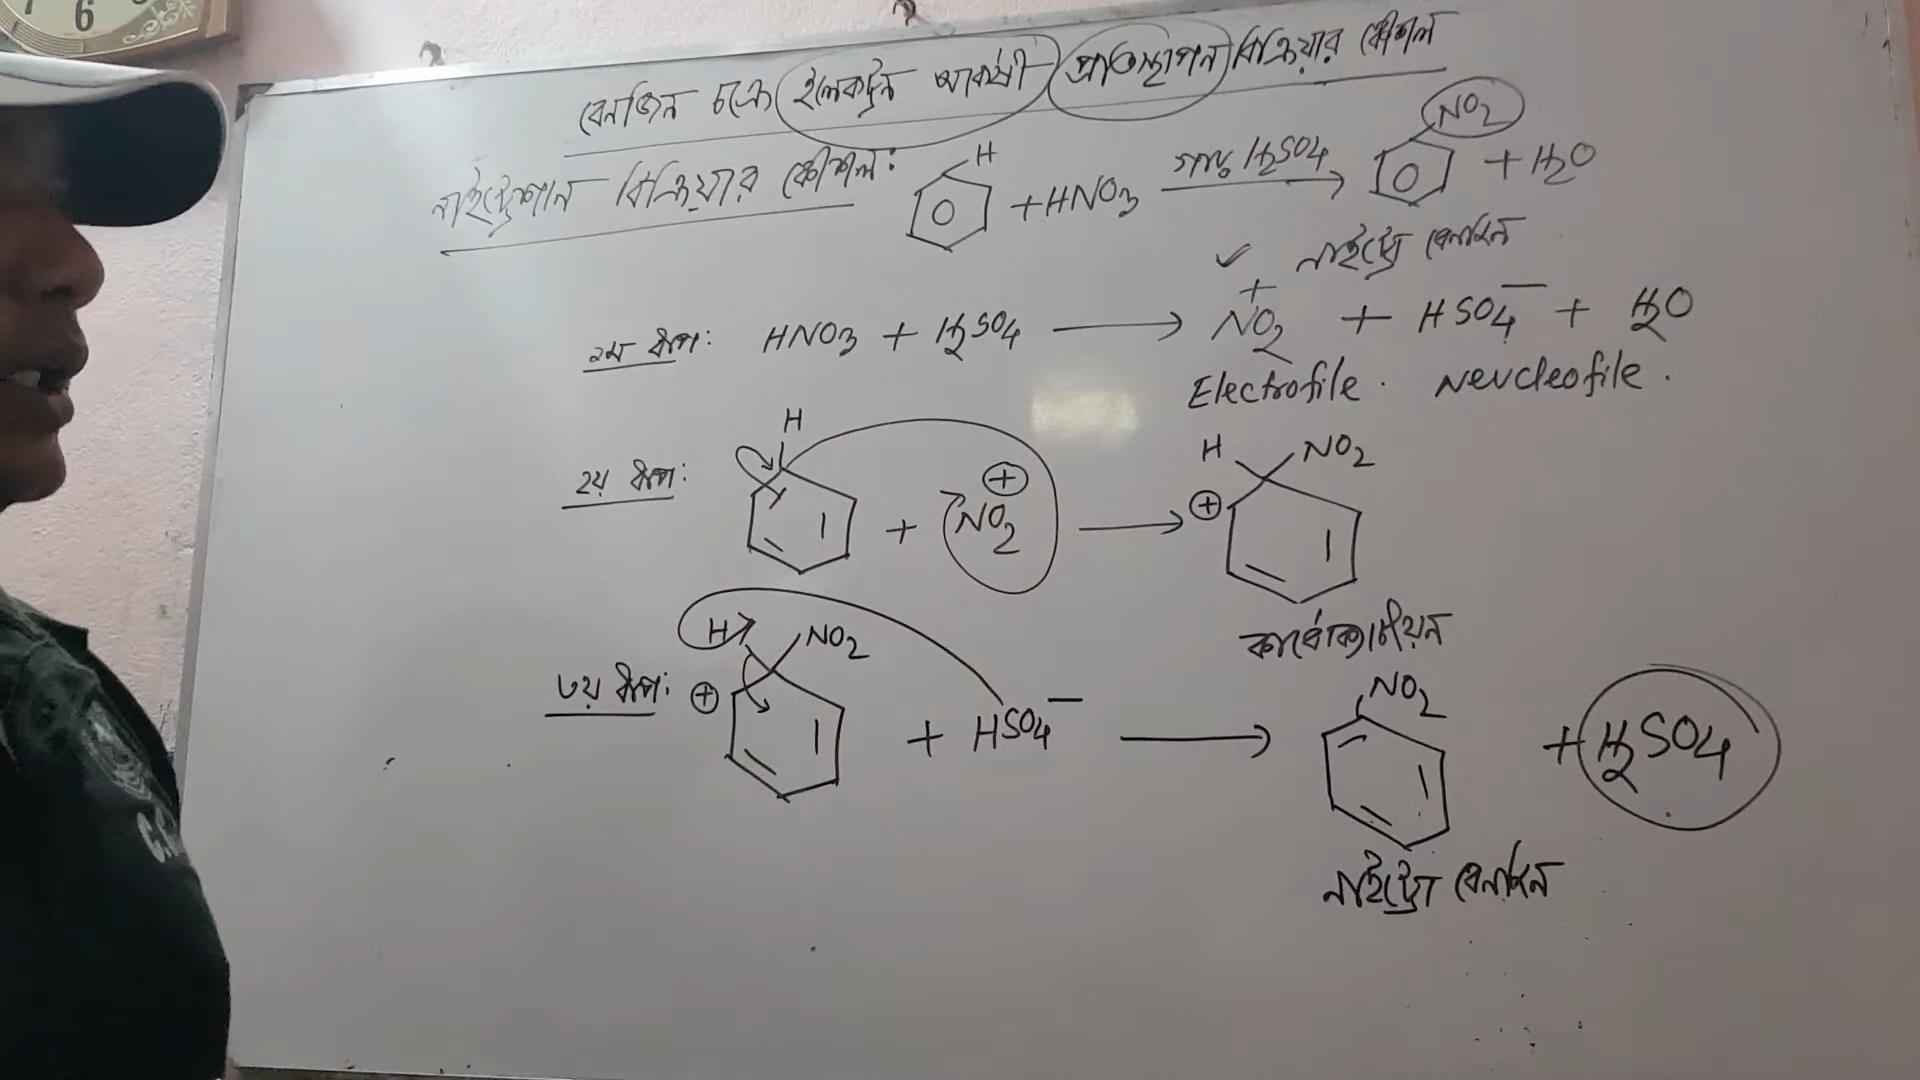 বেনজিন চক্রে ইলেকট্রন আকর্ষী প্রতিস্থাপন বিক্রিয়ার কৌশল
নাইট্রেশান বিক্রিয়ার কৌশল:
H
+ HNO3 গাঢ় H2SO4 → NO2 + H2O
নাইট্রো বেনজিন
১ম ধাপ: HNO3 + H2SO4 → +NO2 + HSO4− + H2O
Electrofile. Neucleofile.
২য় ধাপ: H + NO2 + → H NO2 +
কার্বোক্যাটায়ন
৩য় ধাপ: H NO2 + + HSO4− → NO2 + H2SO4
নাইট্রো বেনজিন
6